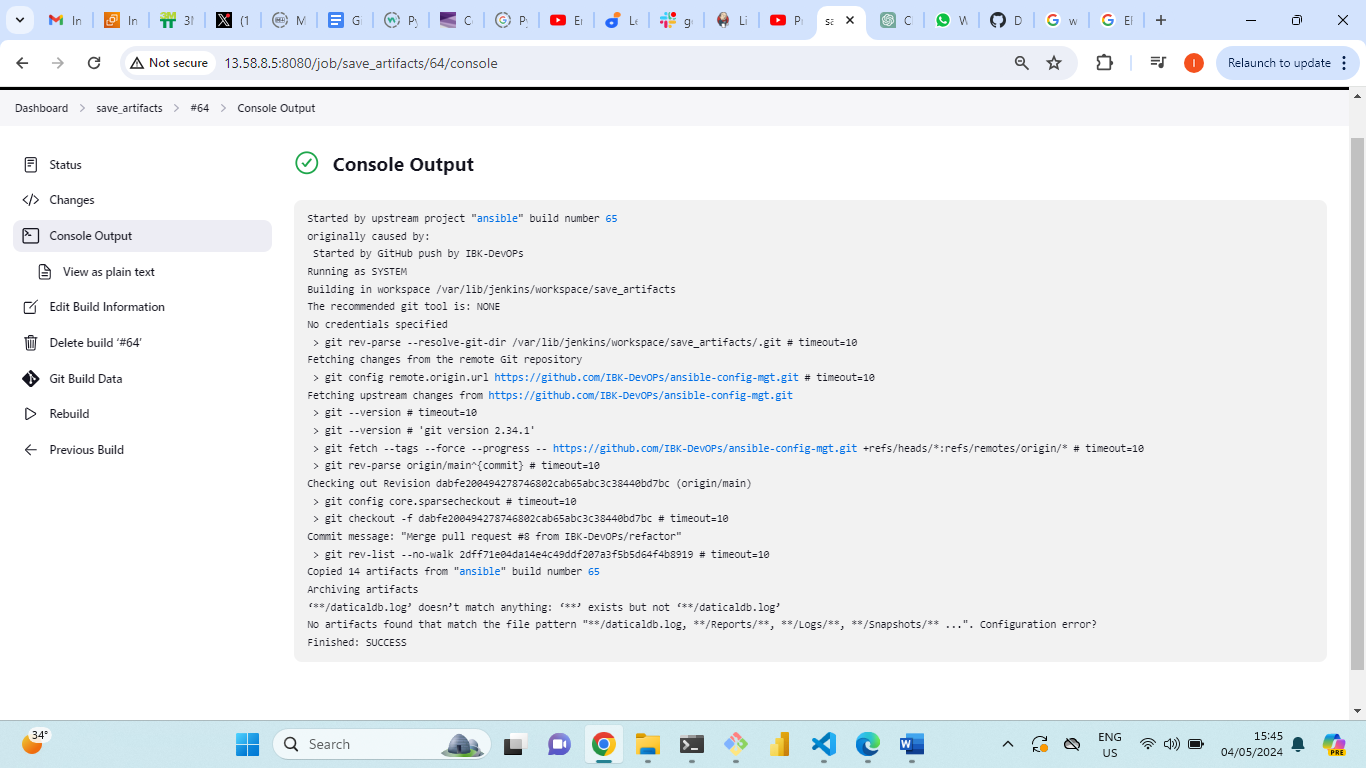 In
In
3N
(1
M
G
Py
C
Py
Er
Le
g
Li
Pr
sa
C
W
D
w
El
Not secure
13.58.8.5:8080/job/save_artifacts/64/console
I
Relaunch to update
Dashboard
save_artifacts
#64
Console Output
Status
Changes
Console Output
View as plain text
Edit Build Information
Delete build ‘#64’
Git Build Data
Rebuild
Previous Build
Console Output
Started by upstream project "ansible" build number 65
originally caused by:
Started by GitHub push by IBK-DevOPs
Running as SYSTEM
Building in workspace /var/lib/jenkins/workspace/save_artifacts
The recommended git tool is: NONE
No credentials specified
> git rev-parse --resolve-git-dir /var/lib/jenkins/workspace/save_artifacts/.git # timeout=10
Fetching changes from the remote Git repository
> git config remote.origin.url https://github.com/IBK-DevOPs/ansible-config-mgt.git # timeout=10
Fetching upstream changes from https://github.com/IBK-DevOPs/ansible-config-mgt.git
> git --version # timeout=10
> git --version # 'git version 2.34.1'
> git fetch --tags --force --progress -- https://github.com/IBK-DevOPs/ansible-config-mgt.git +refs/heads/*:refs/remotes/origin/* # timeout=10
> git rev-parse origin/main^{commit} # timeout=10
Checking out Revision dabfe200494278746802cab65abc3c38440bd7bc (origin/main)
> git config core.sparsecheckout # timeout=10
> git checkout -f dabfe200494278746802cab65abc3c38440bd7bc # timeout=10
Commit message: "Merge pull request #8 from IBK-DevOPs/refactor"
> git rev-list --no-walk 2dff71e04da14e4c49ddf207a3f5b5d64f4b8919 # timeout=10
Copied 14 artifacts from "ansible" build number 65
Archiving artifacts
‘**/daticaldb.log’ doesn’t match anything: ‘**’ exists but not ‘**/daticaldb.log’
No artifacts found that match the file pattern "**/daticaldb.log, **/Reports/**, **/Logs/**, **/Snapshots/** ...". Configuration error?
Finished: SUCCESS
34°
Search
ENG
US
15:45
04/05/2024
PRE